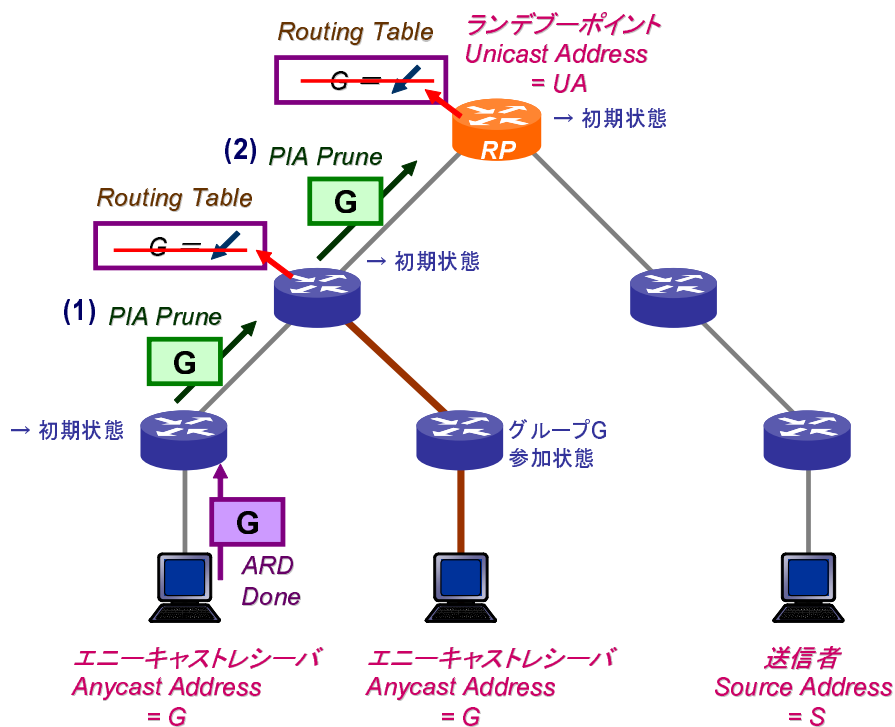 Routing Table
G =
ランデブーポイント
Unicast Address
= UA
→ 初期状態
RP
(2) PIA Prune
G
Routing Table
G =
→ 初期状態
(1) PIA Prune
G
→ 初期状態
グループG
参加状態
G
ARD
Done
エニーキャストレシーバ
Anycast Address
= G
エニーキャストレシーバ
Anycast Address
= G
送信者
Source Address
= S